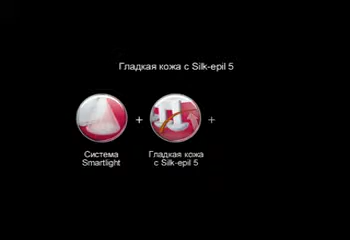 Гладкая кожа с Silk-epil 5
+
+
Система
Smartlight
Гладкая кожа
с Silk-epil 5